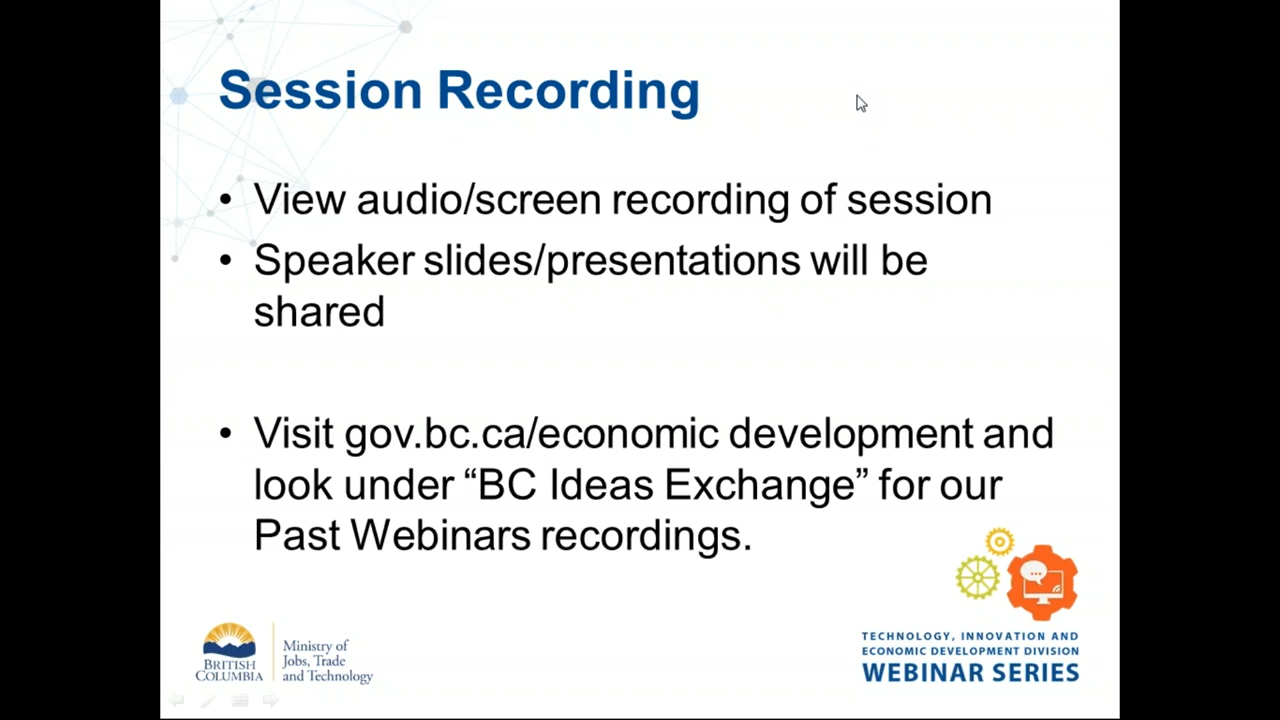 Session Recording
• View audio/screen recording of session
• Speaker slides/presentations will be
shared
• Visit gov.bc.ca/economic development and
look under “BC Ideas Exchange” for our
Past Webinars recordings.
BRITISH
COLUMBIA
Ministry of
Jobs, Trade
and Technology
TECHNOLOGY, INNOVATION AND
ECONOMIC DEVELOPMENT DIVISION
WEBINAR SERIES